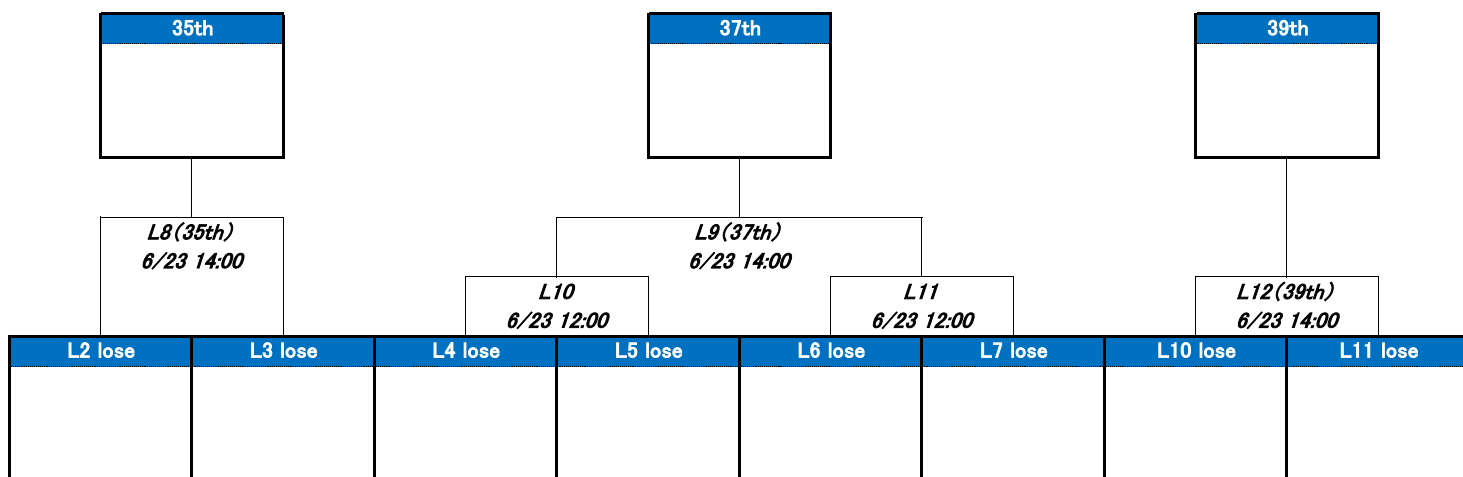 35th
37th
39th
L8(35th)
6/23 14:00
L9(37th)
6/23 14:00
L10
6/23 12:00
L11
6/23 12:00
L12(39th)
6/23 14:00
L2 lose
L3 lose
L4 lose
L5 lose
L6 lose
L7 lose
L10 lose
L11 lose